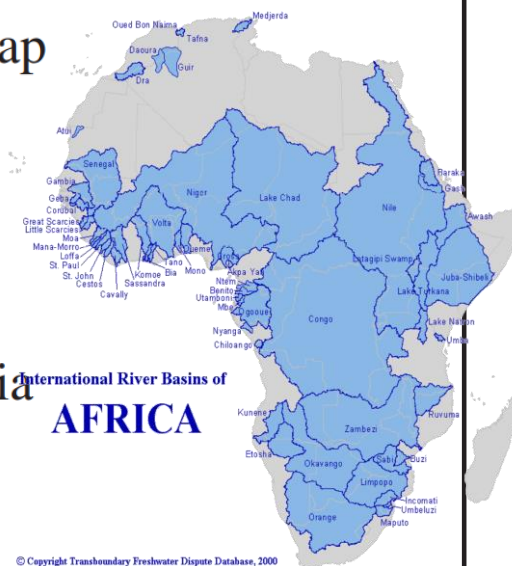 ap
Medjerda
Oued Bon Naima
Tafna
Daoura
Guir
Dra
Atui
Senegal
Gambia
Geba
Corubal
Great Scarcies
Little Scarcies
Moa
Mana-Morro
Loffa
St. Paul
St. John
Cestos
Cavally
Sassandra
Komoe
Bia
Tano
Mono
Oueme
Volta
Niger
Lake Chad
Nile
Baraka
Gash
Awash
Juba-Shibeli
Lotagipi Swamp
Lake Turkana
Lake Natron
Umba
Cross
Akpa Yafi
Ntem
Benito
Utamboni
Mbe
Ogooue
Nyanga
Chiloango
Congo
ia
International River Basins of
AFRICA
Kunene
Etosha
Zambezi
Ruvuma
Okavango
Sabi
Buzi
Limpopo
Incomati
Umbeluzi
Maputo
Orange
© Copyright Transboundary Freshwater Dispute Database, 2000